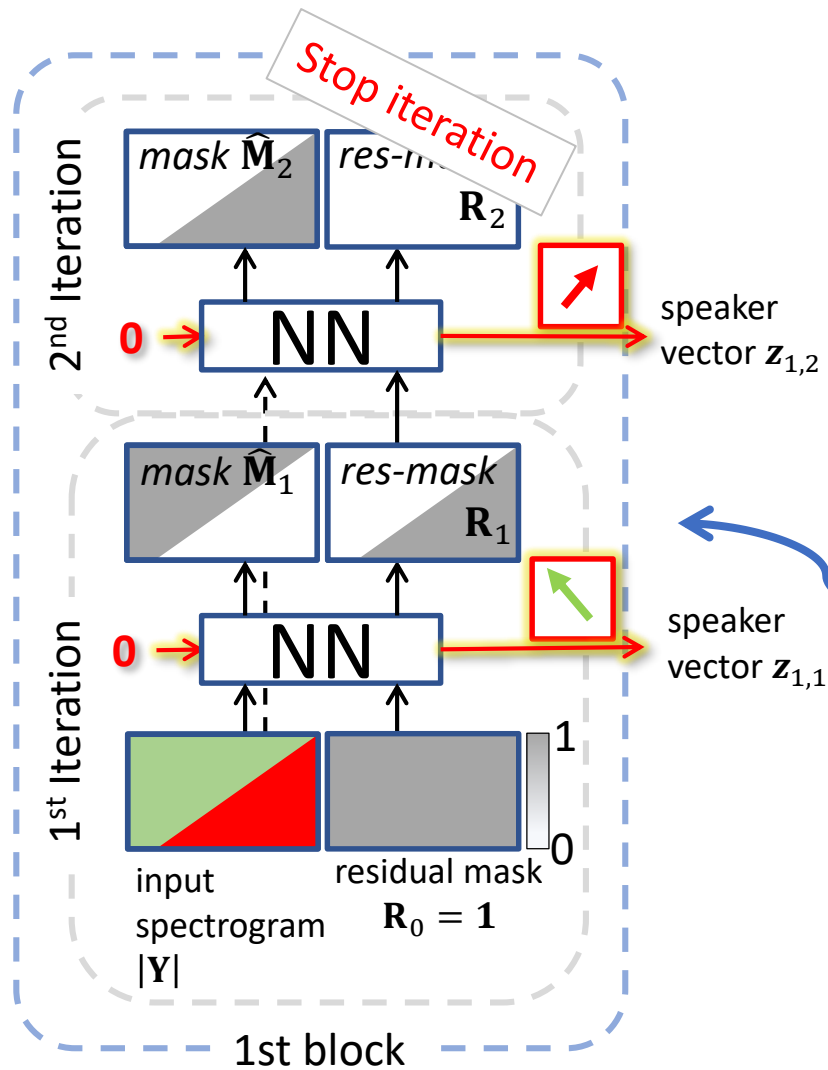 Stop iteration
2nd Iteration
mask M̂2
res-m
R2
0
NN
speaker
vector z1,2
1st Iteration
mask M̂1
res-mask
R1
0
NN
speaker
vector z1,1
1
0
input
spectrogram
|Y|
residual mask
R0 = 1
1st block